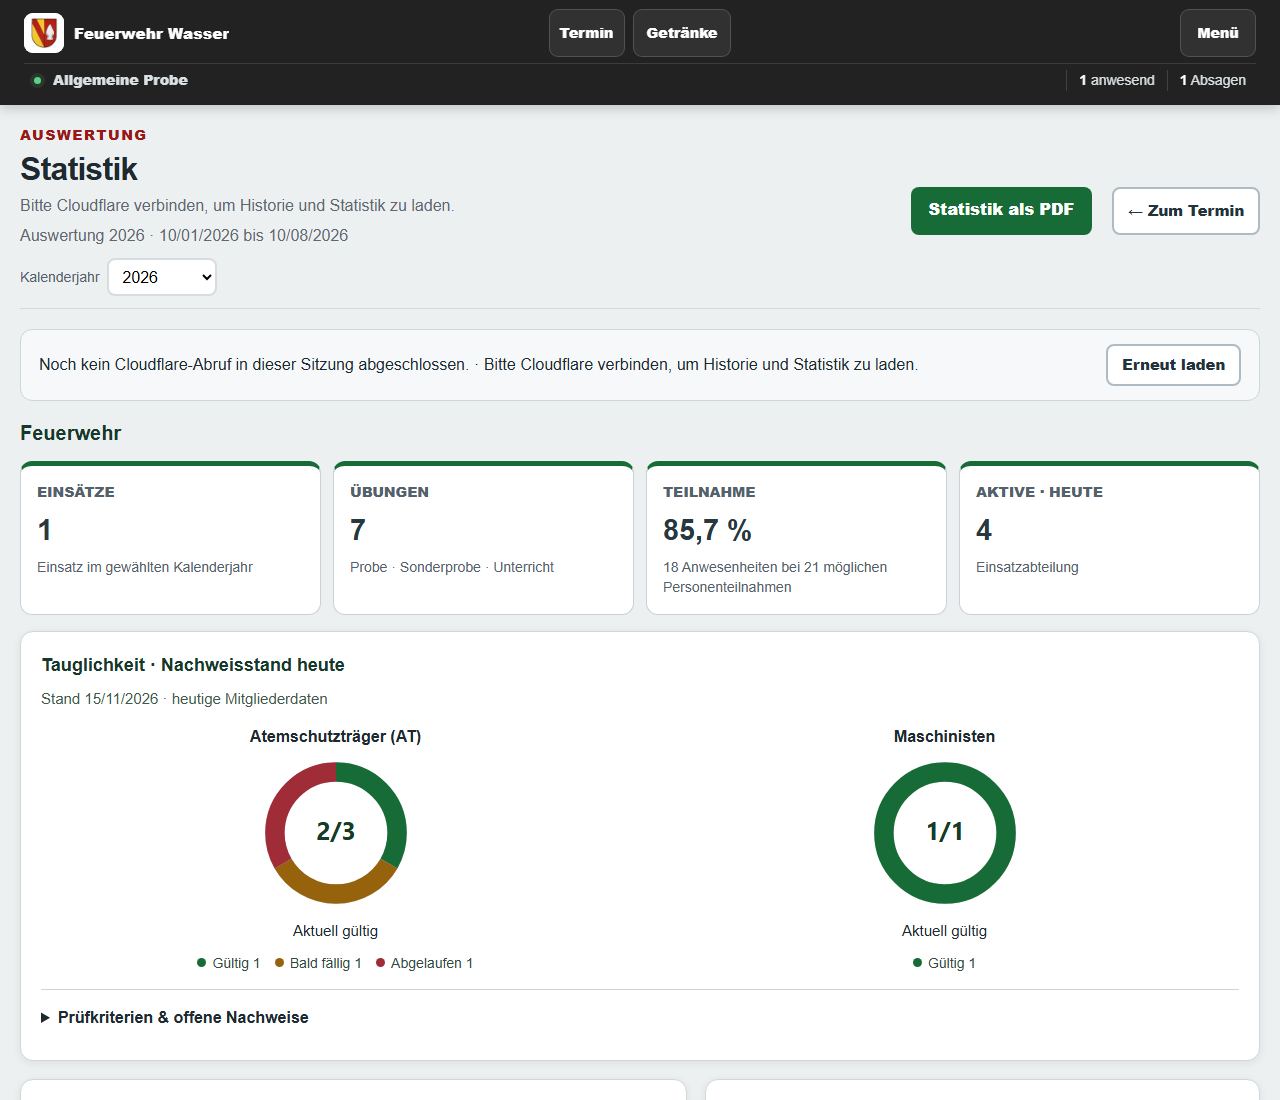 Feuerwehr Wasser
Termin
Getränke
Menü
Allgemeine Probe
1 anwesend
1 Absagen
AUSWERTUNG
Statistik
Bitte Cloudflare verbinden, um Historie und Statistik zu laden.
Auswertung 2026 · 10/01/2026 bis 10/08/2026
Kalenderjahr
2026
Statistik als PDF
← Zum Termin
Noch kein Cloudflare-Abruf in dieser Sitzung abgeschlossen. · Bitte Cloudflare verbinden, um Historie und Statistik zu laden.
Erneut laden
Feuerwehr
EINSÄTZE
1
Einsatz im gewählten Kalenderjahr
ÜBUNGEN
7
Probe · Sonderprobe · Unterricht
TEILNAHME
85,7 %
18 Anwesenheiten bei 21 möglichen
Personenteilnahmen
AKTIVE · HEUTE
4
Einsatzabteilung
Tauglichkeit · Nachweisstand heute
Stand 15/11/2026 · heutige Mitgliederdaten
Atemschutzträger (AT)
2/3
Aktuell gültig
Gültig 1
Bald fällig 1
Abgelaufen 1
Maschinisten
1/1
Aktuell gültig
Gültig 1
Prüfkriterien & offene Nachweise